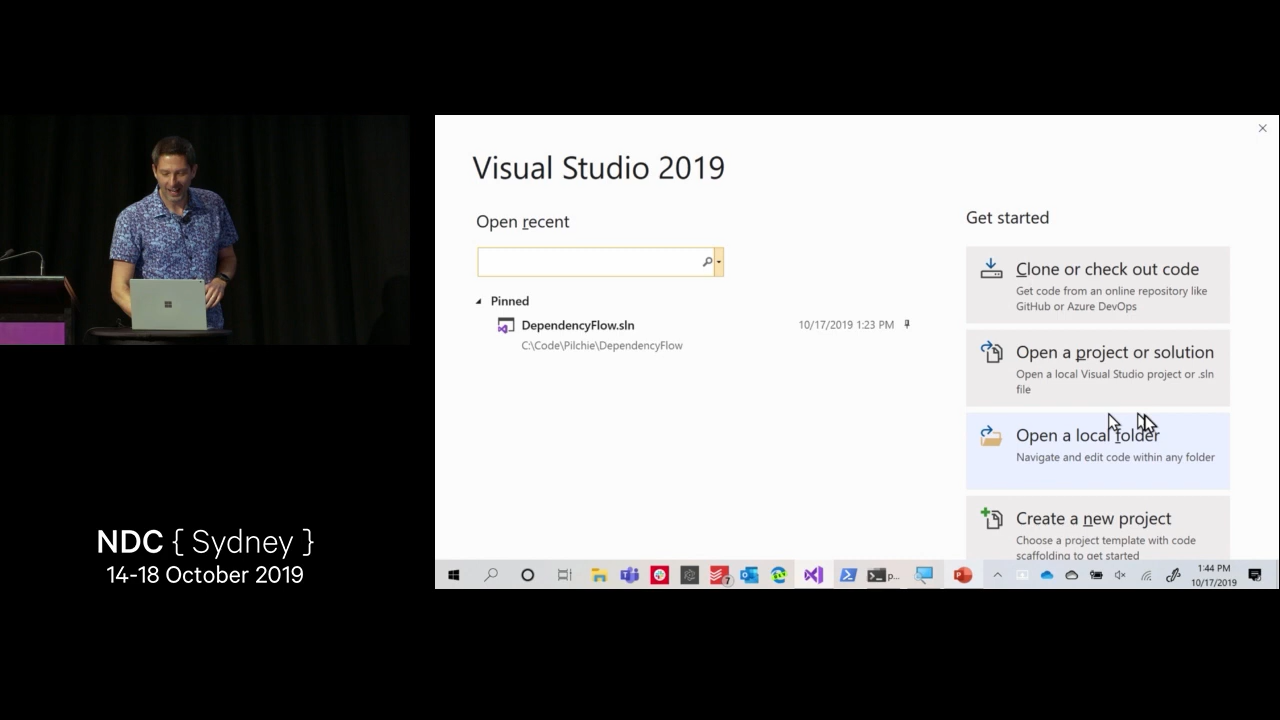 Visual Studio 2019
Open recent
Pinned
DependencyFlow.sln
10/17/2019 1:23 PM
C:\Code\Pilchie\DependencyFlow
Get started
Clone or check out code
Get code from an online repository like
GitHub or Azure DevOps
Open a project or solution
Open a local Visual Studio project or .sln
file
Open a local folder
Navigate and edit code within any folder
Create a new project
Choose a project template with code
scaffolding to get started
NDC { Sydney }
14-18 October 2019
7
p...
1:44 PM
10/17/2019